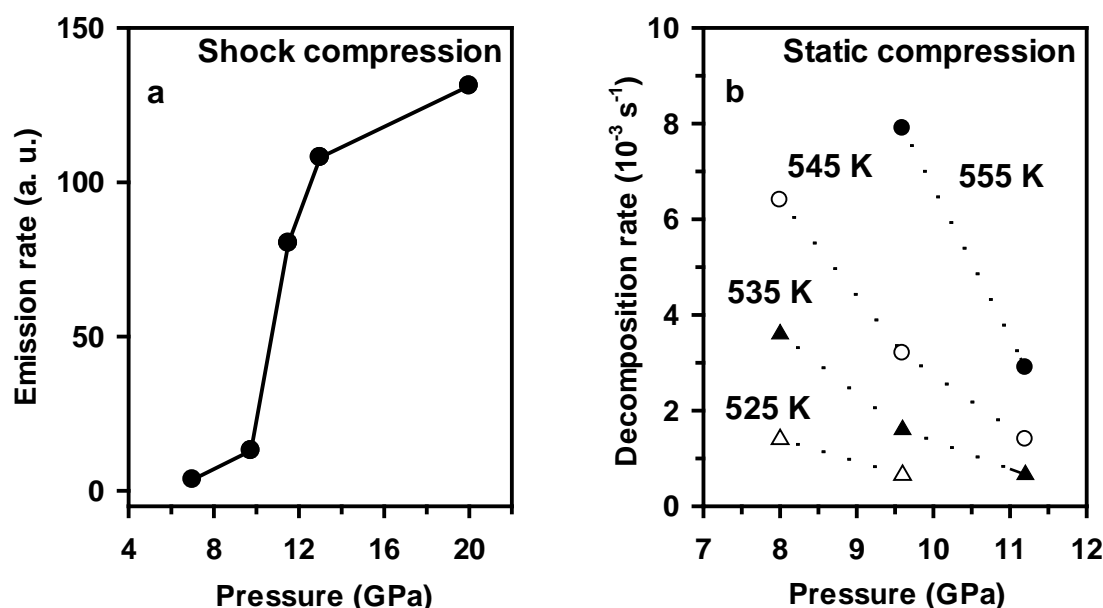 Shock compression
a
150
100
50
0
4 8 12 16 20
Emission rate (a. u.)
Pressure (GPa)
Static compression
b
10
8
6
4
2
0
7 8 9 10 11 12
Decomposition rate (10⁻³ s⁻¹)
Pressure (GPa)
545 K
555 K
535 K
525 K